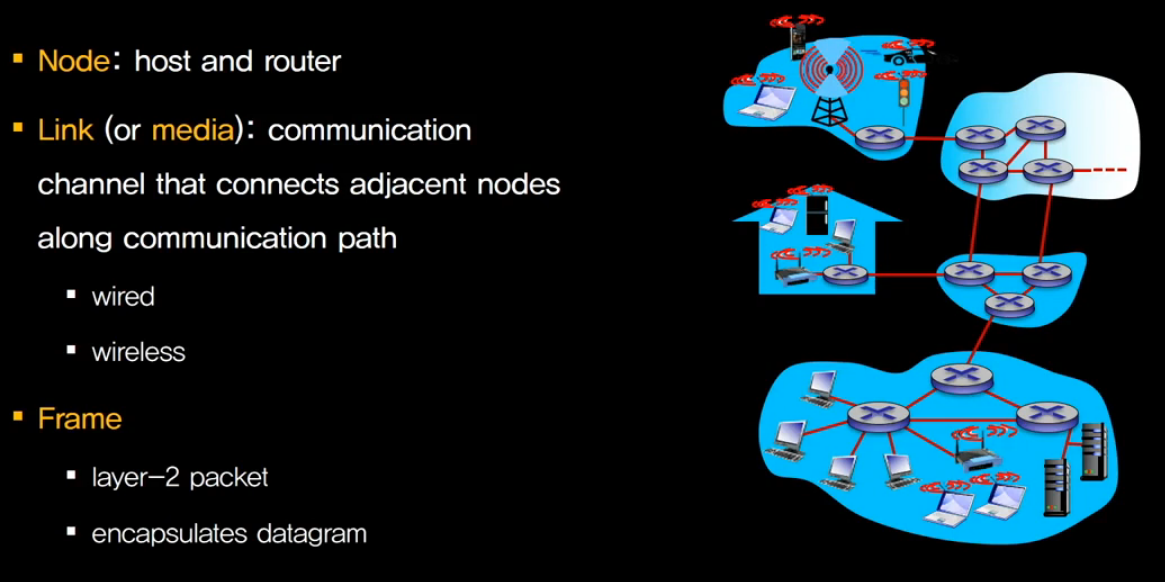 ▪ Node: host and router
▪ Link (or media): communication
channel that connects adjacent nodes
along communication path
▪ wired
▪ wireless
▪ Frame
▪ layer-2 packet
▪ encapsulates datagram